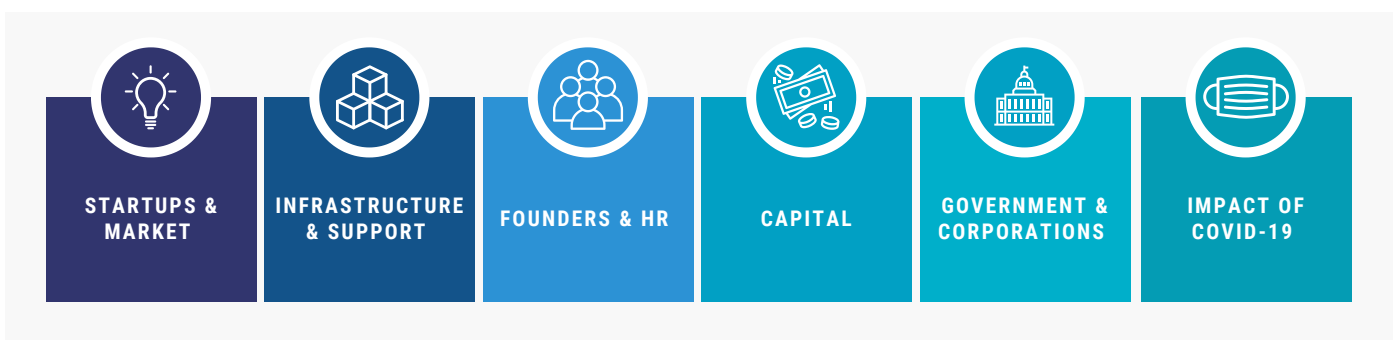 STARTUPS &
MARKET
INFRASTRUCTURE
& SUPPORT
FOUNDERS & HR
CAPITAL
GOVERNMENT &
CORPORATIONS
IMPACT OF
COVID-19